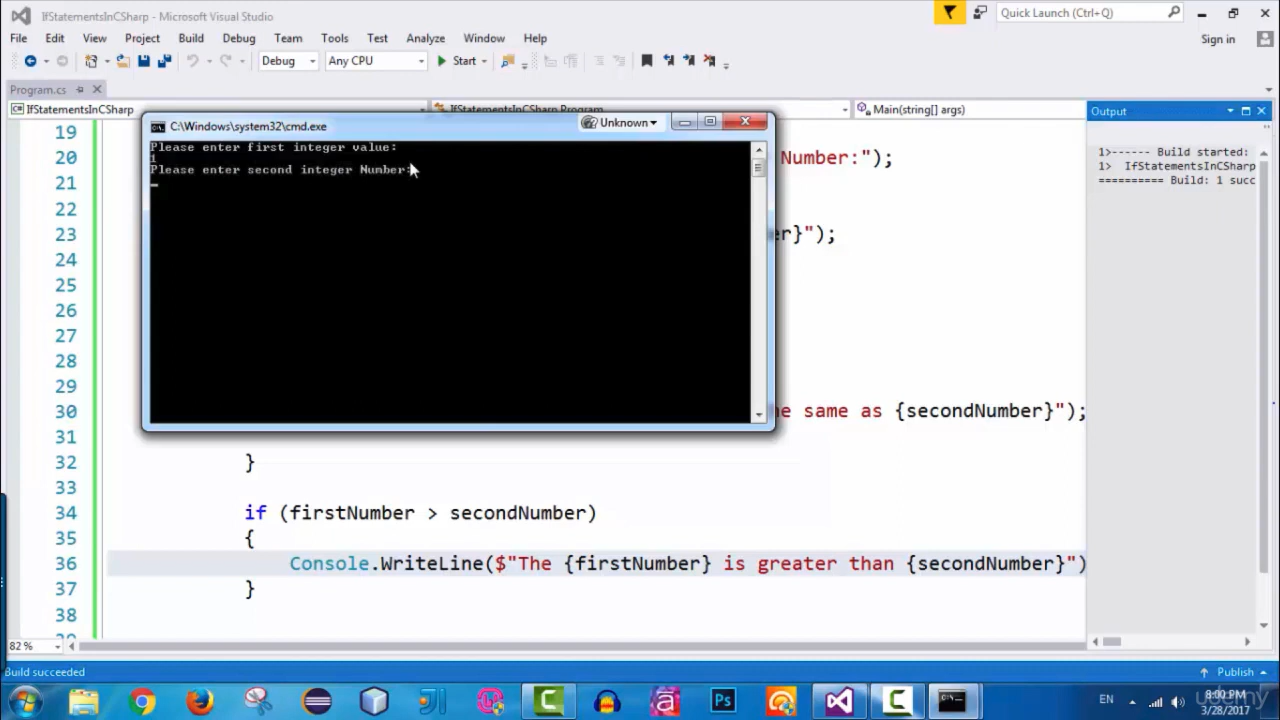 IfStatementsInCSharp - Microsoft Visual Studio
Quick Launch (Ctrl+Q)
File Edit View Project Build Debug Team Tools Test Analyze Window Help
Sign in
Debug Any CPU Start
Program.cs
IfStatementsInCSharp IfStatementsInCSharp.Program Main(string[] args)
Output
C:\Windows\system32\cmd.exe
Unknown
Please enter first integer value:
1
Please enter second integer Number:
1>------ Build started:
1> IfStatementsInCSharp
========== Build: 1 succ
19
20 Number:");
21
22
23 er}");
24
25
26
27
28
29
30 e same as {secondNumber}");
31
32 }
33
34 if (firstNumber > secondNumber)
35 {
36 Console.WriteLine($"The {firstNumber} is greater than {secondNumber}")
37 }
38
82 %
Build succeeded
Publish
Ps
EN
8:00 PM
3/28/2017
udemy